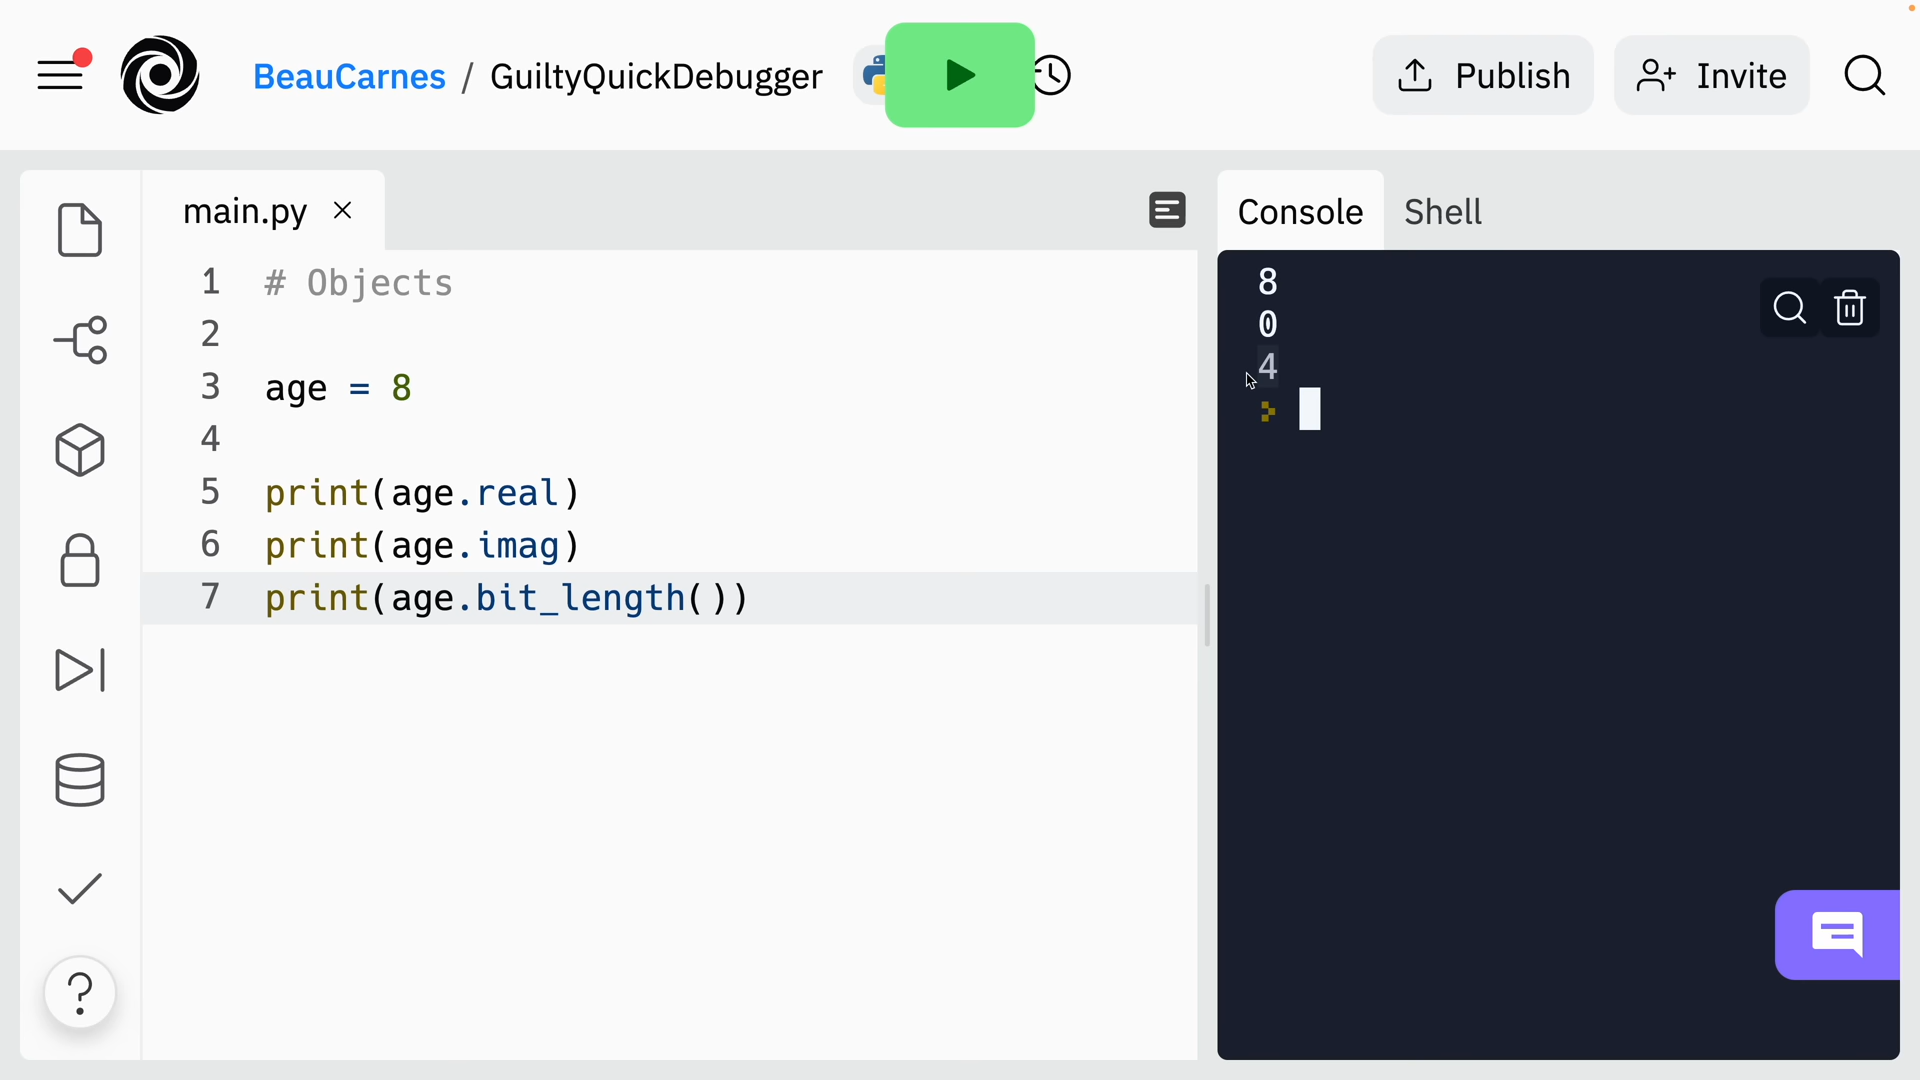 BeauCarnes / GuiltyQuickDebugger
Publish
Invite
main.py
Console
Shell
1 # Objects
2
3 age = 8
4
5 print(age.real)
6 print(age.imag)
7 print(age.bit_length())
8
0
4
?